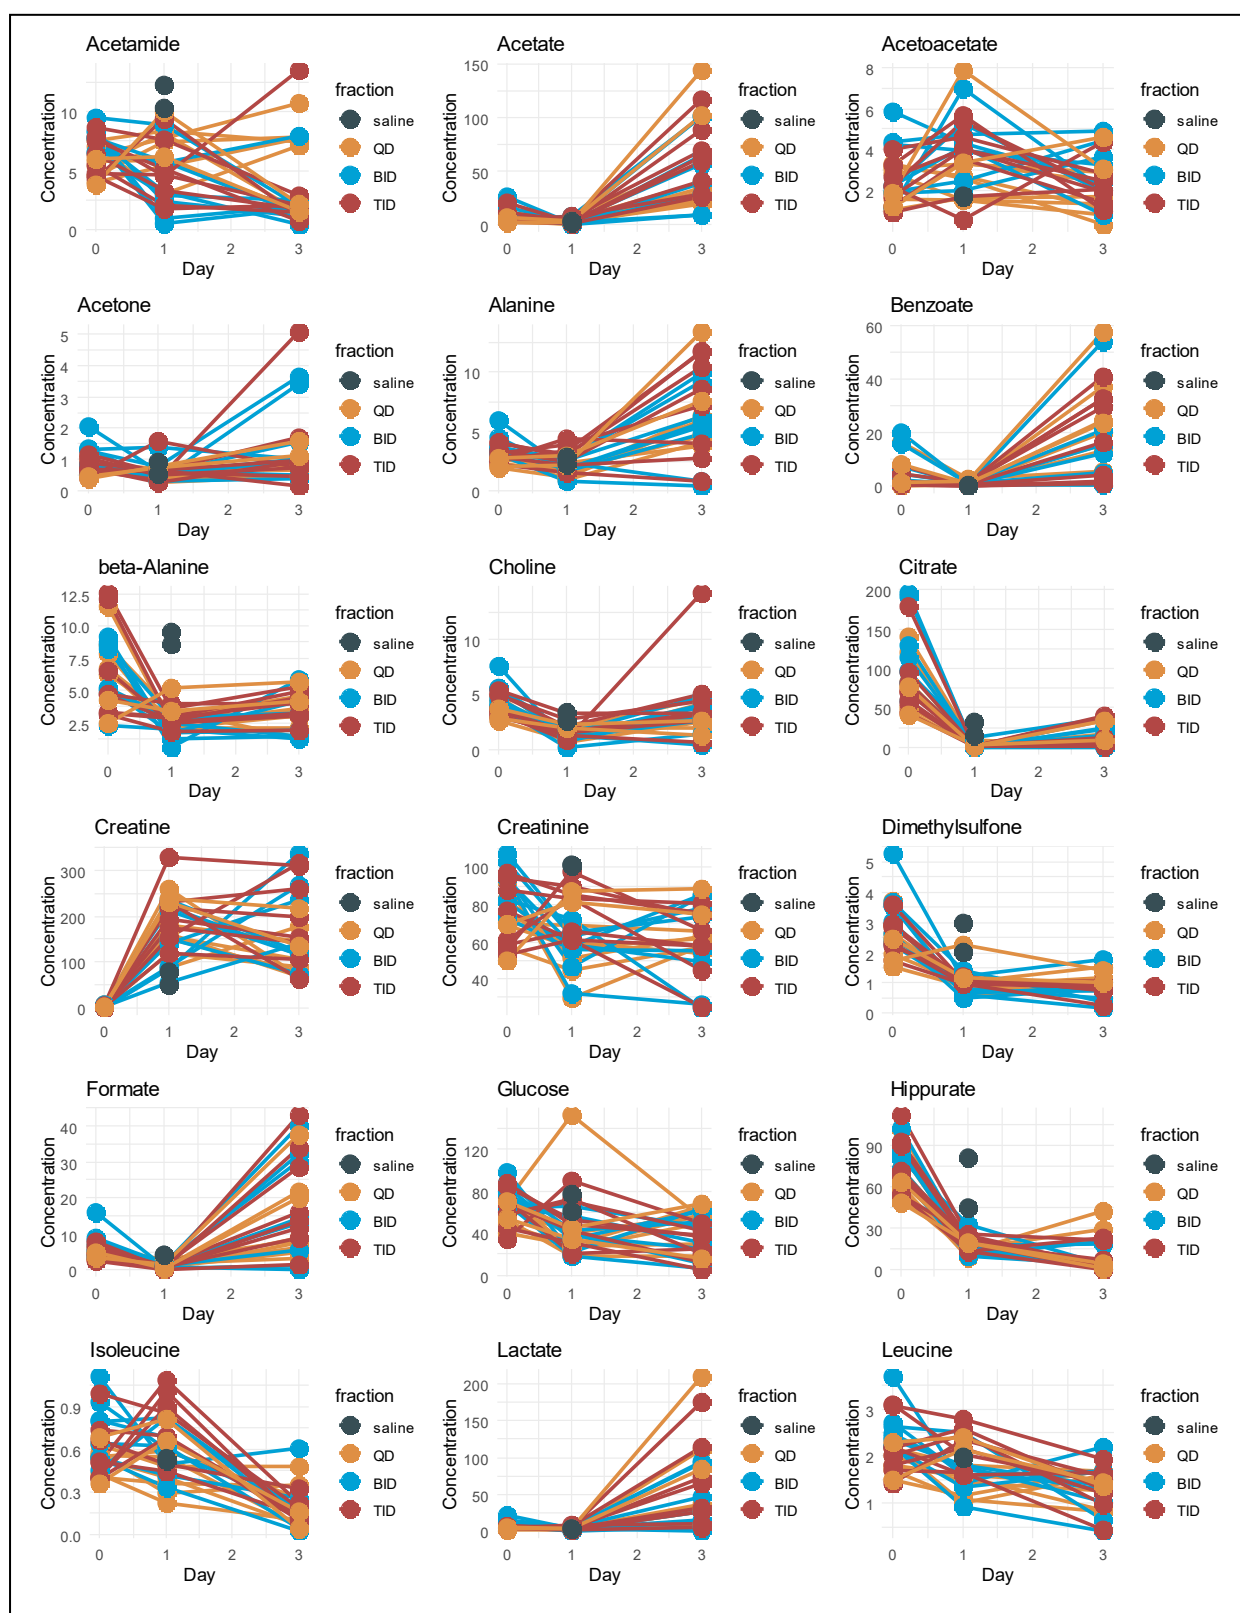 Acetamide
Concentration
10
5
0
0 1 2 3
Day
fraction
saline
QD
BID
TID
Acetate
Concentration
150
100
50
0
0 1 2 3
Day
fraction
saline
QD
BID
TID
Acetoacetate
Concentration
8
6
4
2
0 1 2 3
Day
fraction
saline
QD
BID
TID
Acetone
Concentration
5
4
3
2
1
0
0 1 2 3
Day
fraction
saline
QD
BID
TID
Alanine
Concentration
10
5
0
0 1 2 3
Day
fraction
saline
QD
BID
TID
Benzoate
Concentration
60
40
20
0
0 1 2 3
Day
fraction
saline
QD
BID
TID
beta-Alanine
Concentration
12.5
10.0
7.5
5.0
2.5
0 1 2 3
Day
fraction
saline
QD
BID
TID
Choline
Concentration
10
5
0
0 1 2 3
Day
fraction
saline
QD
BID
TID
Citrate
Concentration
200
150
100
50
0
0 1 2 3
Day
fraction
saline
QD
BID
TID
Creatine
Concentration
300
200
100
0
0 1 2 3
Day
fraction
saline
QD
BID
TID
Creatinine
Concentration
100
80
60
40
0 1 2 3
Day
fraction
saline
QD
BID
TID
Dimethylsulfone
Concentration
5
4
3
2
1
0
0 1 2 3
Day
fraction
saline
QD
BID
TID
Formate
Concentration
40
30
20
10
0
0 1 2 3
Day
fraction
saline
QD
BID
TID
Glucose
Concentration
120
80
60
40
0
0 1 2 3
Day
fraction
saline
QD
BID
TID
Hippurate
Concentration
90
60
30
0
0 1 2 3
Day
fraction
saline
QD
BID
TID
Isoleucine
Concentration
0.9
0.6
0.3
0.0
0 1 2 3
Day
fraction
saline
QD
BID
TID
Lactate
Concentration
200
150
100
50
0
0 1 2 3
Day
fraction
saline
QD
BID
TID
Leucine
Concentration
3
2
1
0 1 2 3
Day
fraction
saline
QD
BID
TID